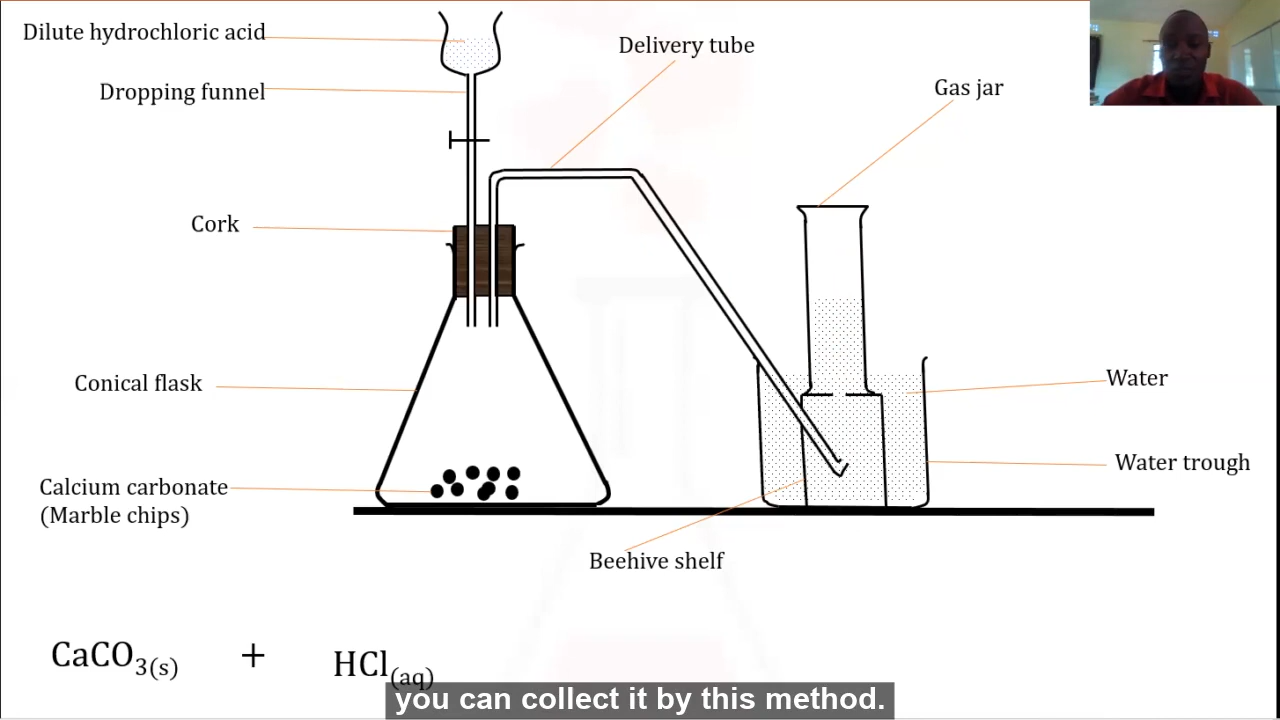 Dilute hydrochloric acid
Delivery tube
Dropping funnel
Gas jar
Cork
Conical flask
Water
Water trough
Calcium carbonate
(Marble chips)
Beehive shelf
CaCO₃(s) + HCl(aq)
you can collect it by this method.